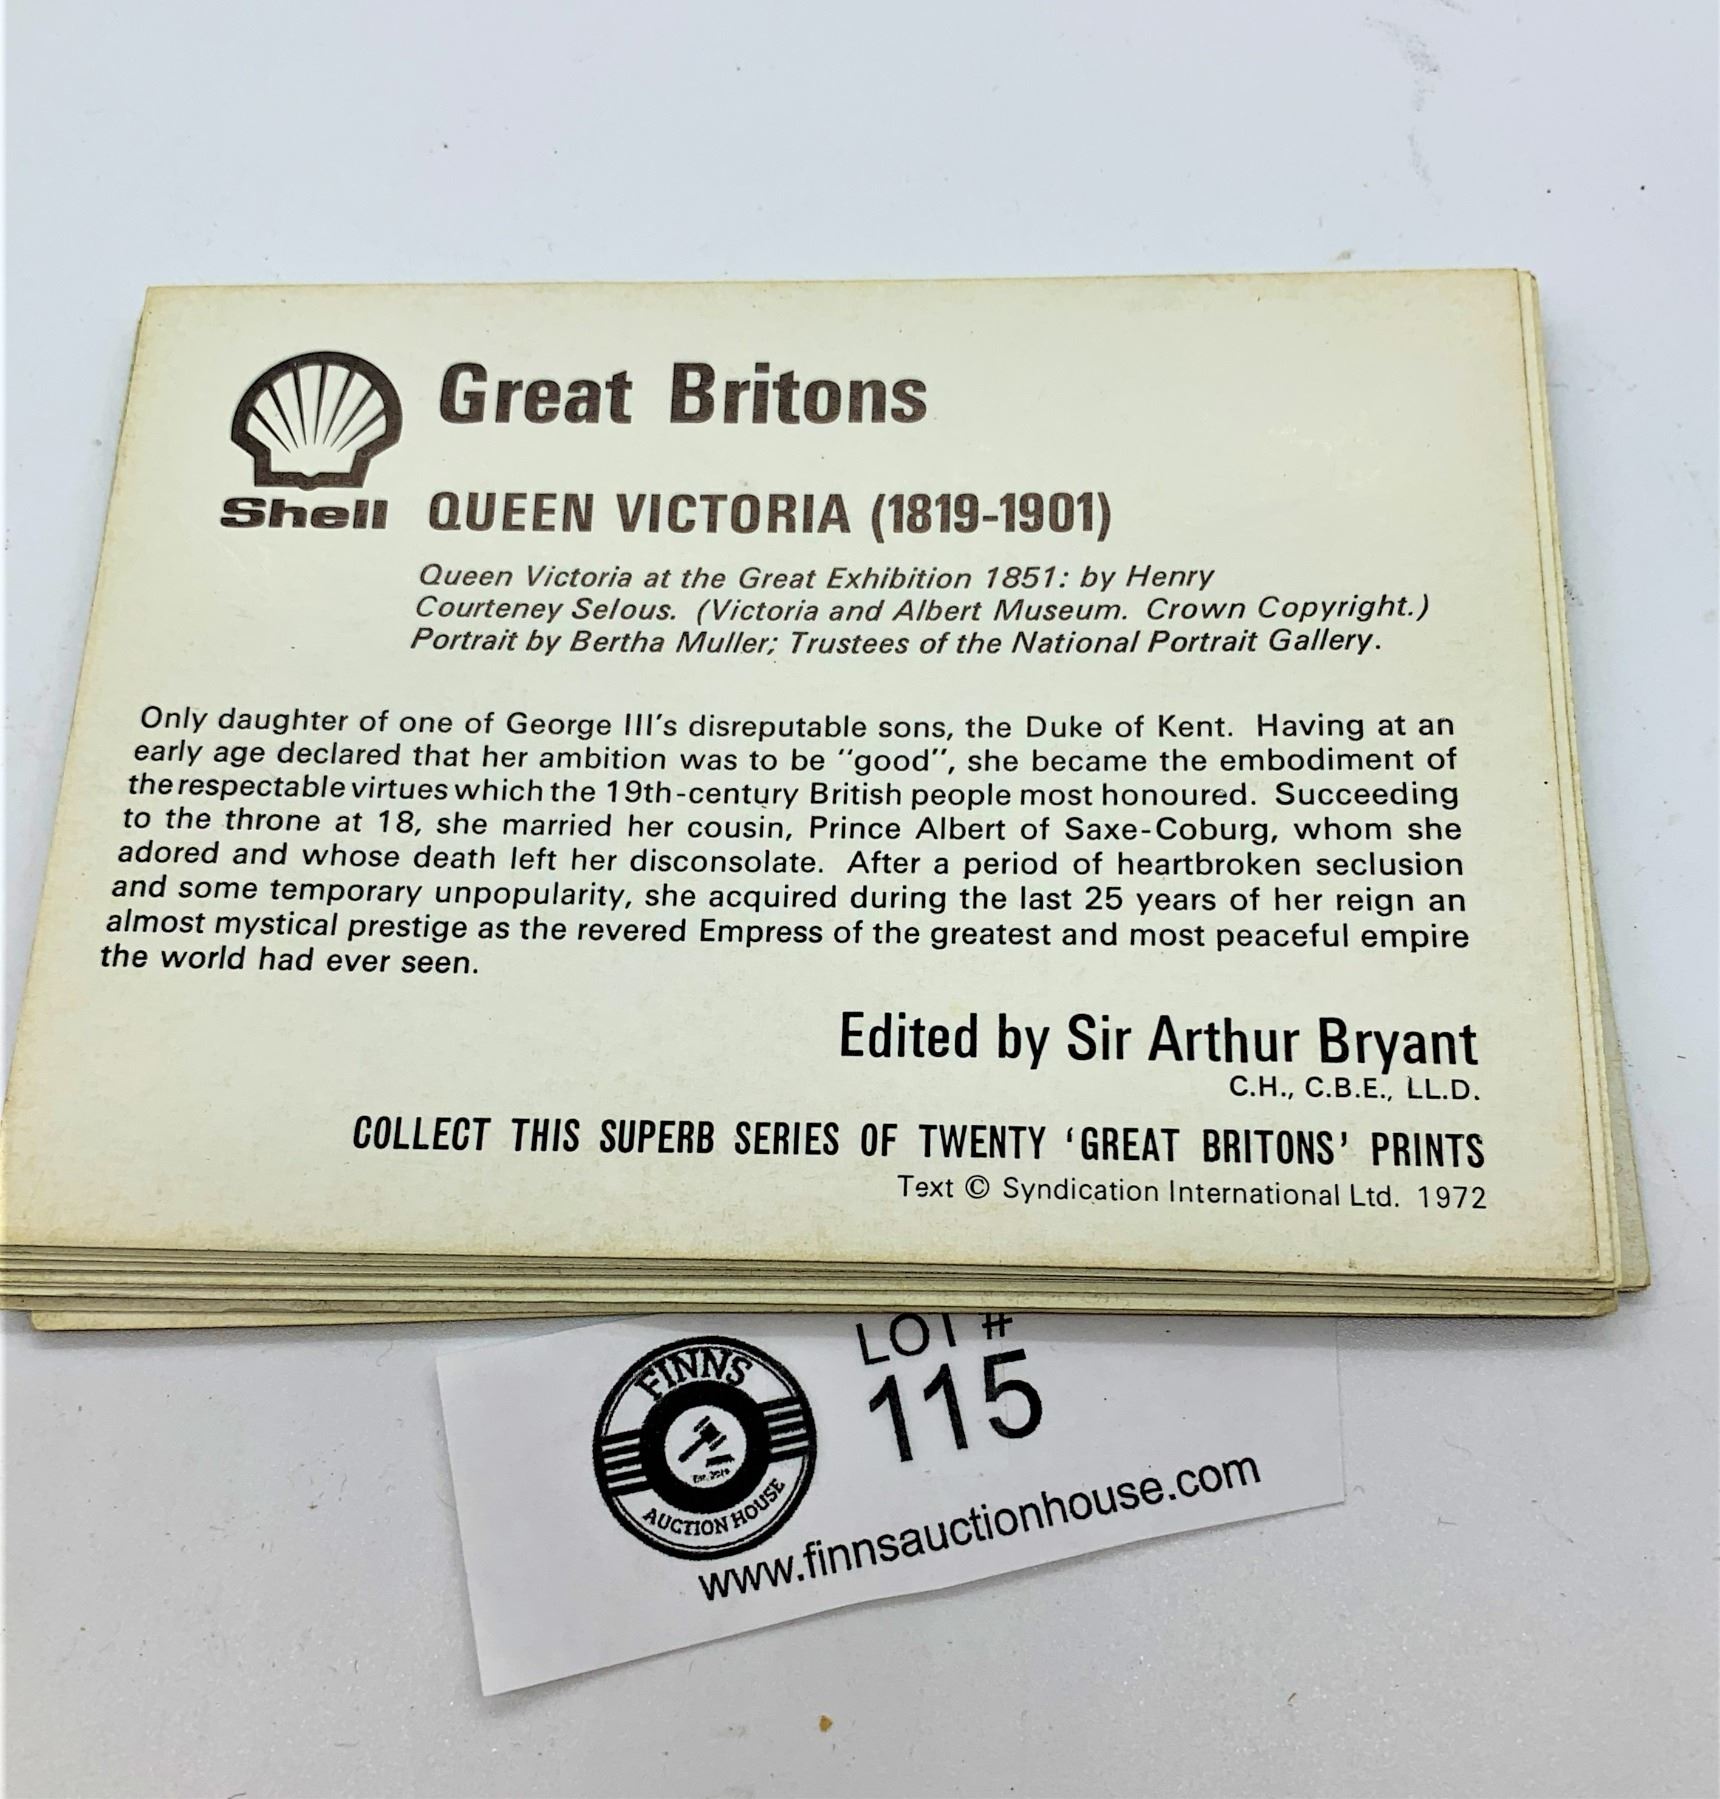 Great Britons
Shell
QUEEN VICTORIA (1819-1901)
Queen Victoria at the Great Exhibition 1851: by Henry
Courteney Selous. (Victoria and Albert Museum. Crown Copyright.)
Portrait by Bertha Muller; Trustees of the National Portrait Gallery.
Only daughter of one of George III's disreputable sons, the Duke of Kent. Having at an
early age declared that her ambition was to be "good", she became the embodiment of
the respectable virtues which the 19th-century British people most honoured. Succeeding
to the throne at 18, she married her cousin, Prince Albert of Saxe-Coburg, whom she
adored and whose death left her disconsolate. After a period of heartbroken seclusion
and some temporary unpopularity, she acquired during the last 25 years of her reign an
almost mystical prestige as the revered Empress of the greatest and most peaceful empire
the world had ever seen.
Edited by Sir Arthur Bryant
C.H., C.B.E., LL.D.
COLLECT THIS SUPERB SERIES OF TWENTY 'GREAT BRITONS' PRINTS
Text © Syndication International Ltd. 1972
LOT #
115
FINNS
AUCTION HOUSE
www.finnsauctionhouse.com